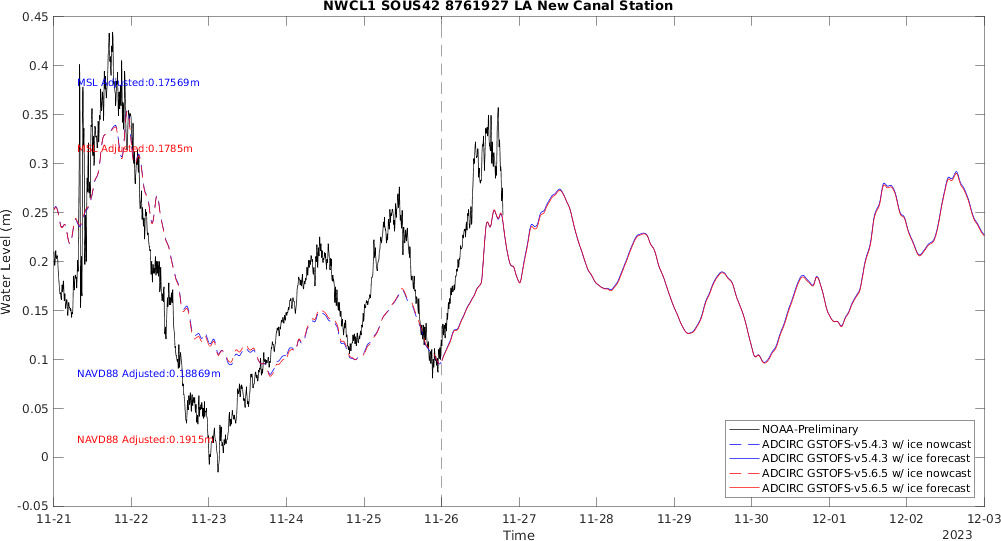 NWCL1 SOUS42 8761927 LA New Canal Station
Water Level (m)
0.45
0.4
0.35
0.3
0.25
0.2
0.15
0.1
0.05
0
-0.05
MSL Adjusted:0.17569m
MSL Adjusted:0.1785m
NAVD88 Adjusted:0.18869m
NAVD88 Adjusted:0.1915m
NOAA-Preliminary
ADCIRC GSTOFS-v5.4.3 w/ ice nowcast
ADCIRC GSTOFS-v5.4.3 w/ ice forecast
ADCIRC GSTOFS-v5.6.5 w/ ice nowcast
ADCIRC GSTOFS-v5.6.5 w/ ice forecast
11-21 11-22 11-23 11-24 11-25 11-26 11-27 11-28 11-29 11-30 12-01 12-02 12-03
Time
2023